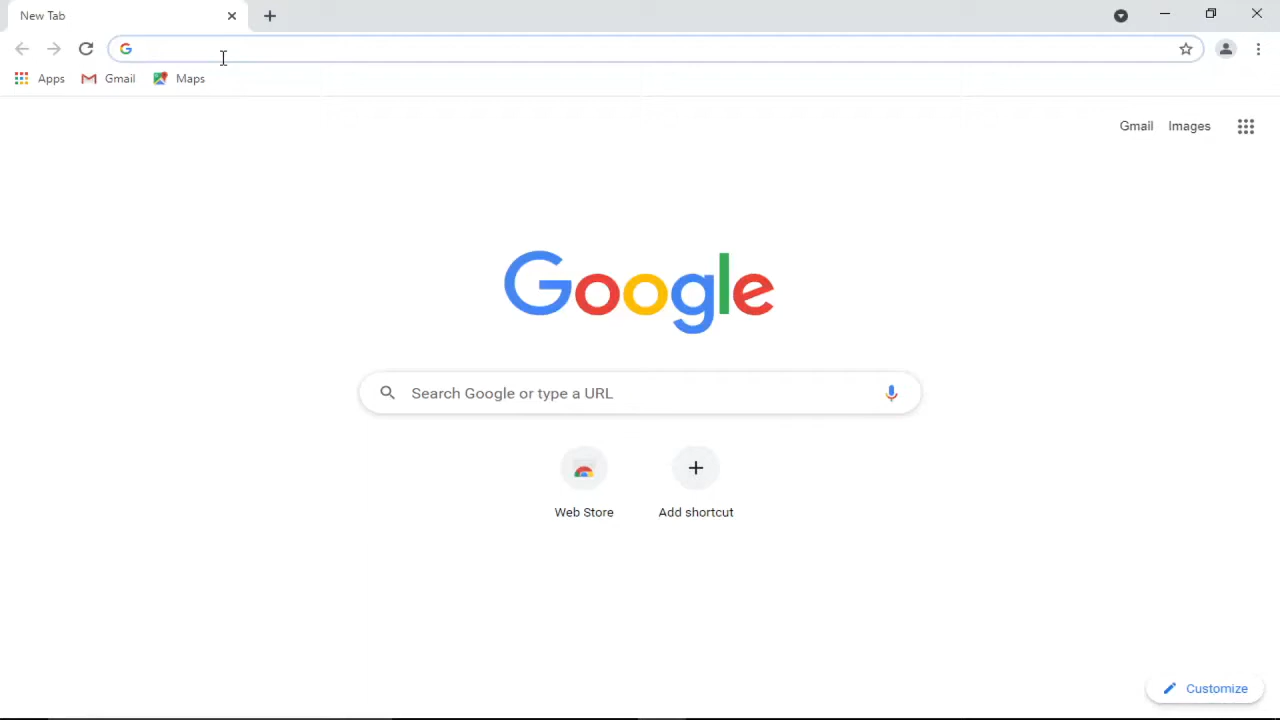 New Tab
Apps Gmail Maps
Gmail Images
Google
Search Google or type a URL
Web Store Add shortcut
Customize